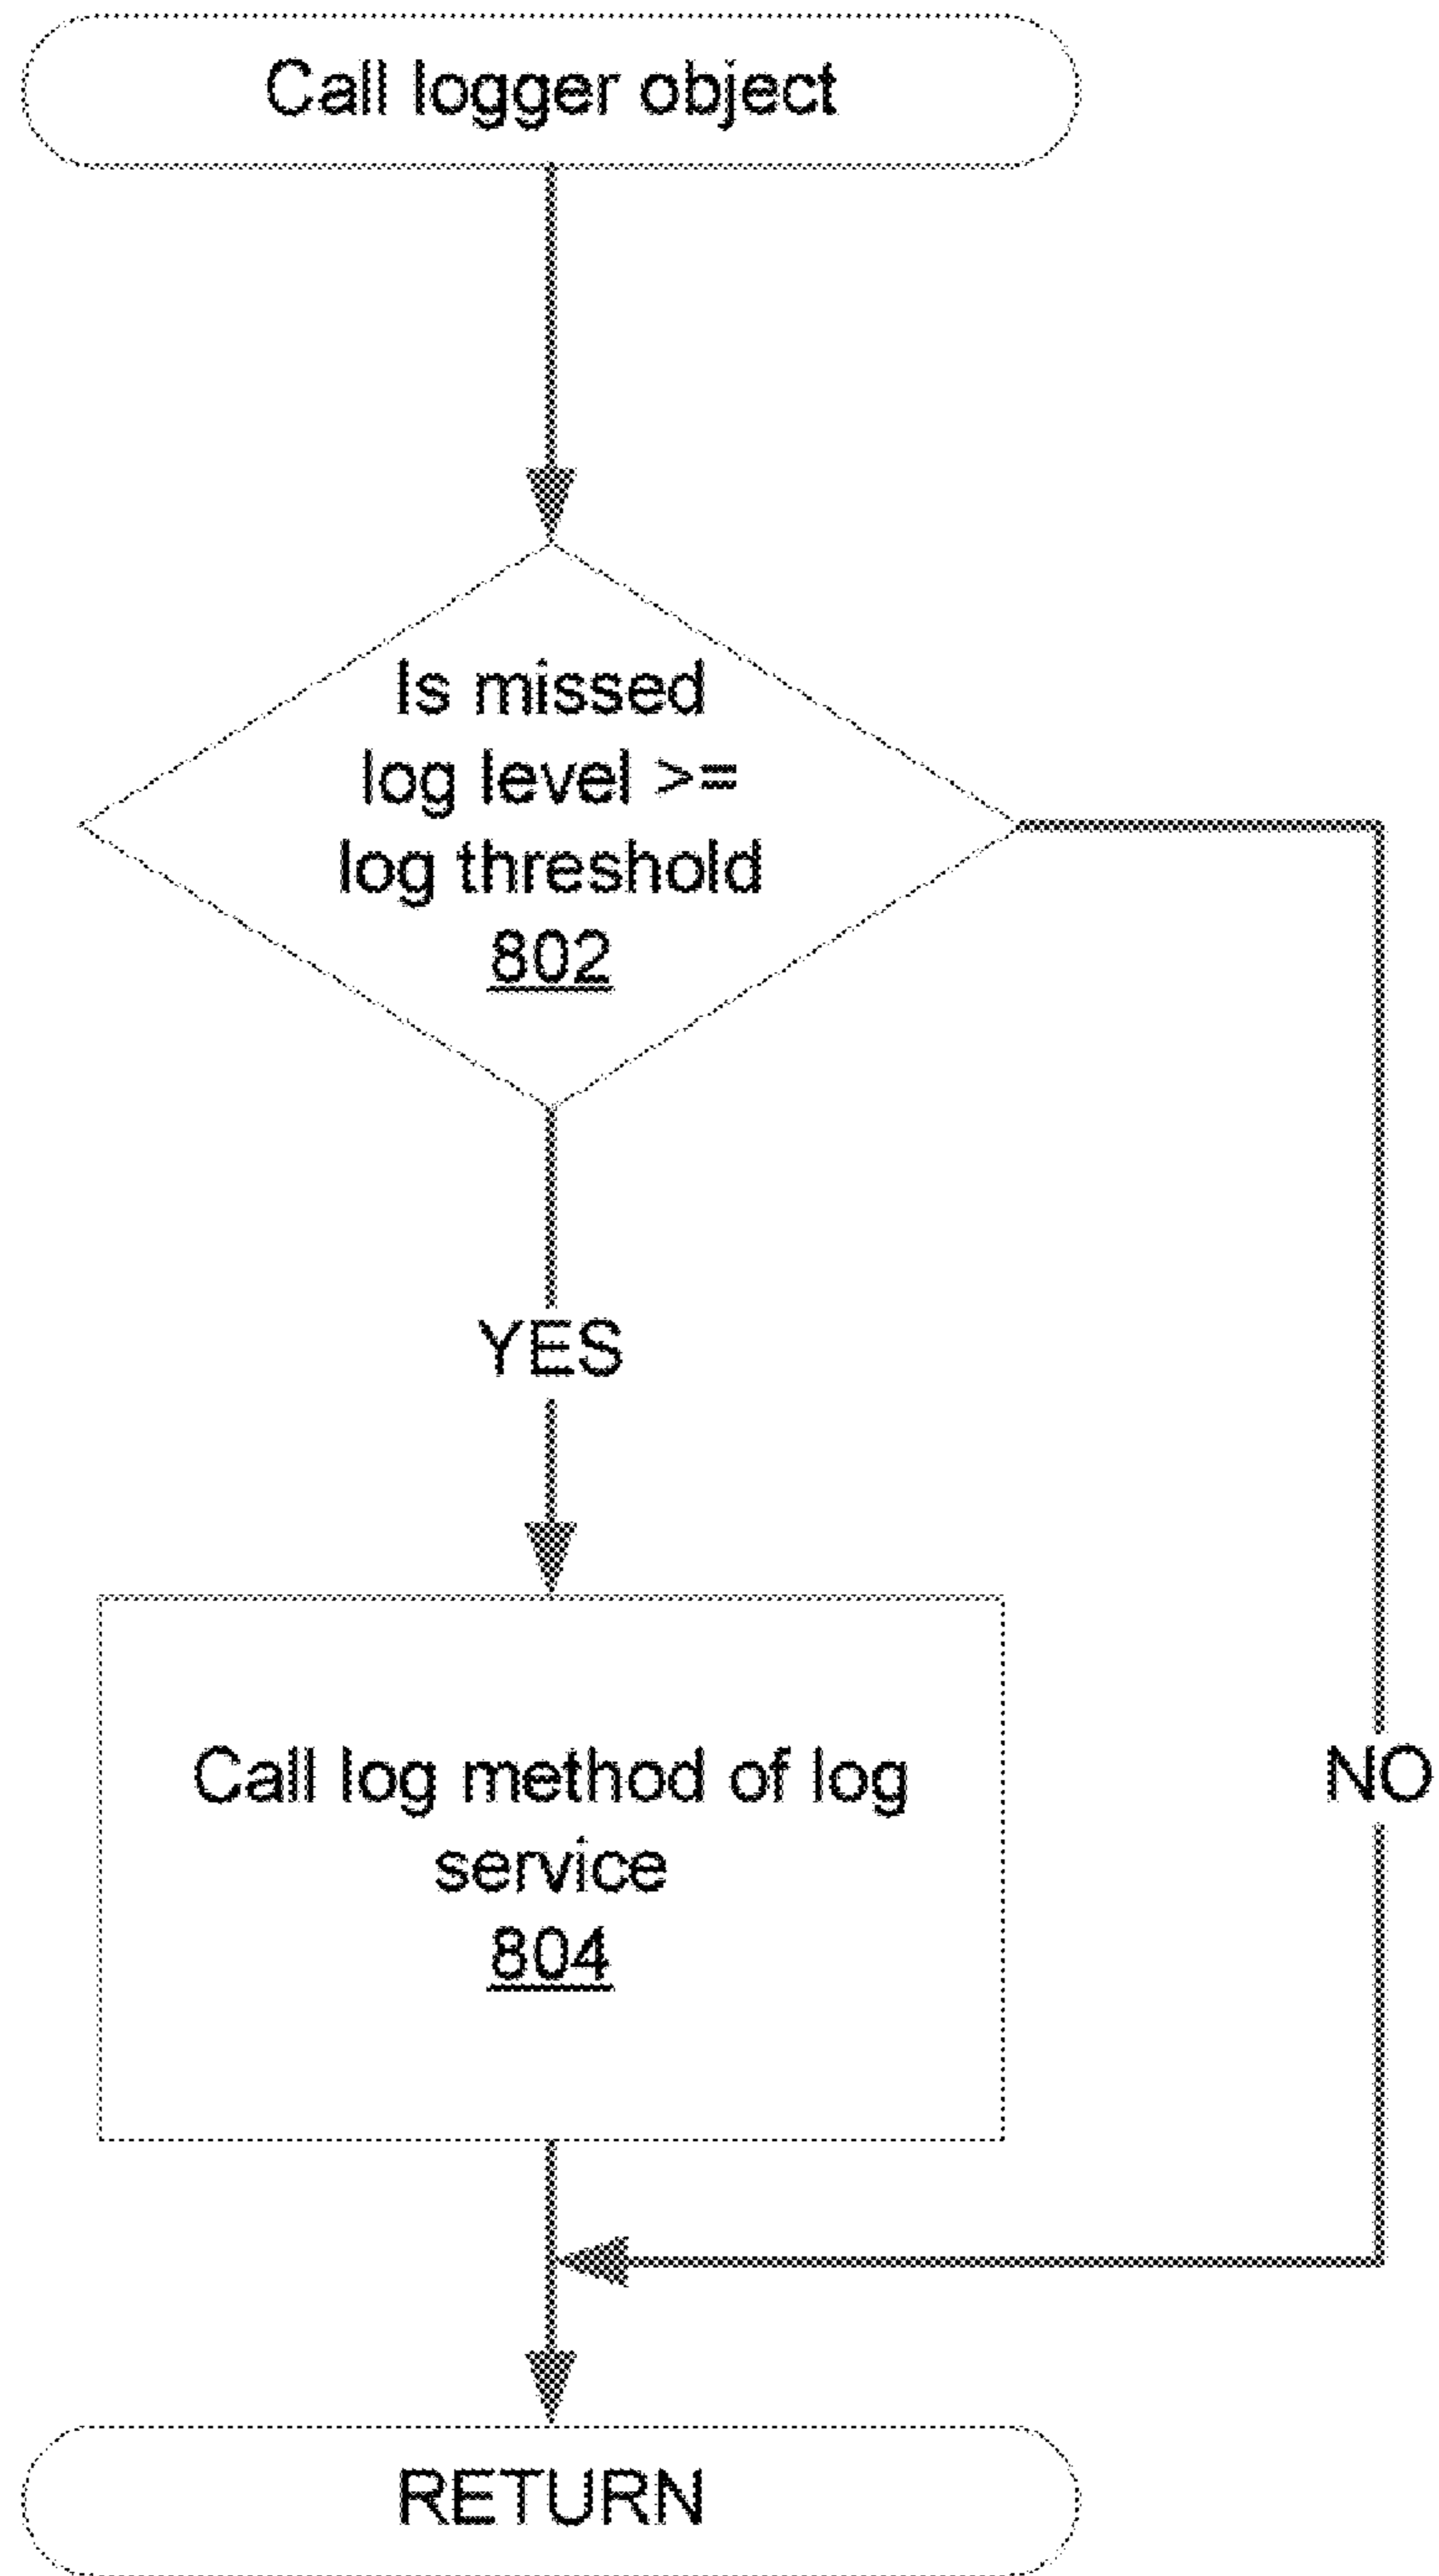 Call logger object
Is missed
log level >=
log threshold
802
YES
Call log method of log
service
804
NO
RETURN